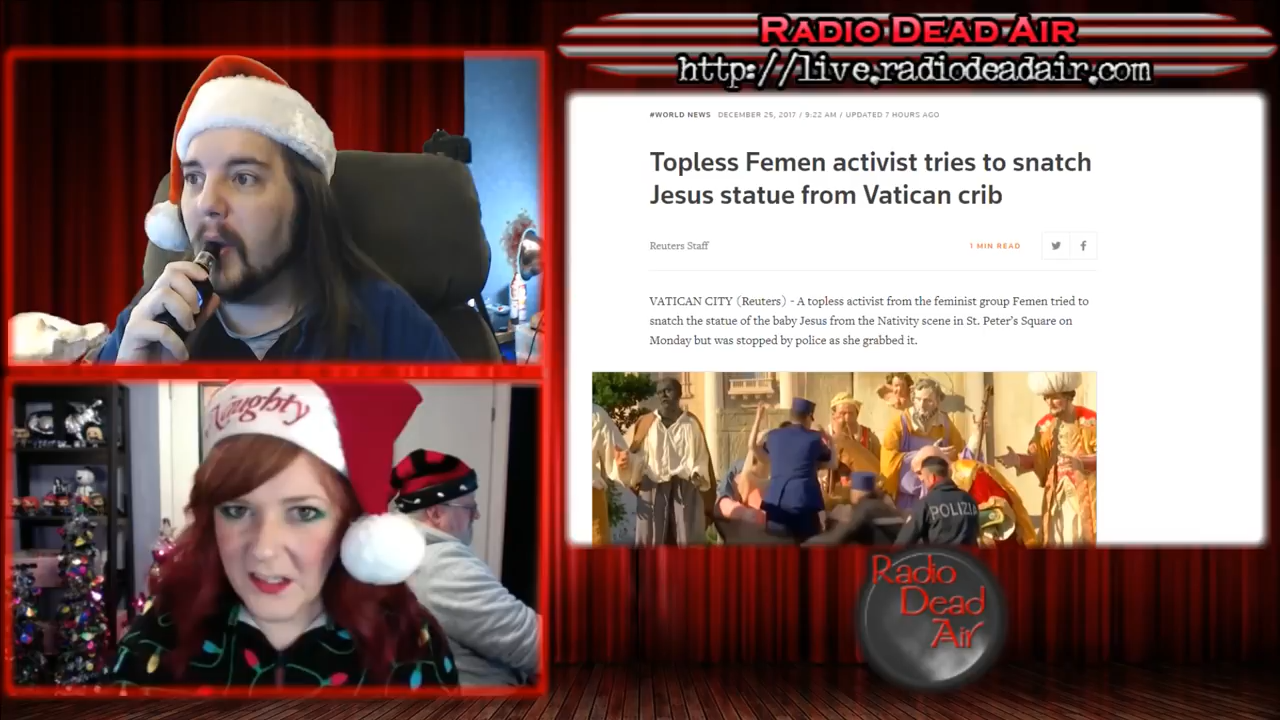 Radio Dead Air
http://live.radiodeadair.com
#WORLD NEWS DECEMBER 25, 2017 / 9:22 AM / UPDATED 7 HOURS AGO
Topless Femen activist tries to snatch
Jesus statue from Vatican crib
Reuters Staff
1 MIN READ
VATICAN CITY (Reuters) - A topless activist from the feminist group Femen tried to
snatch the statue of the baby Jesus from the Nativity scene in St. Peter's Square on
Monday but was stopped by police as she grabbed it.
Naughty
POLIZIA
Radio
Dead
Air